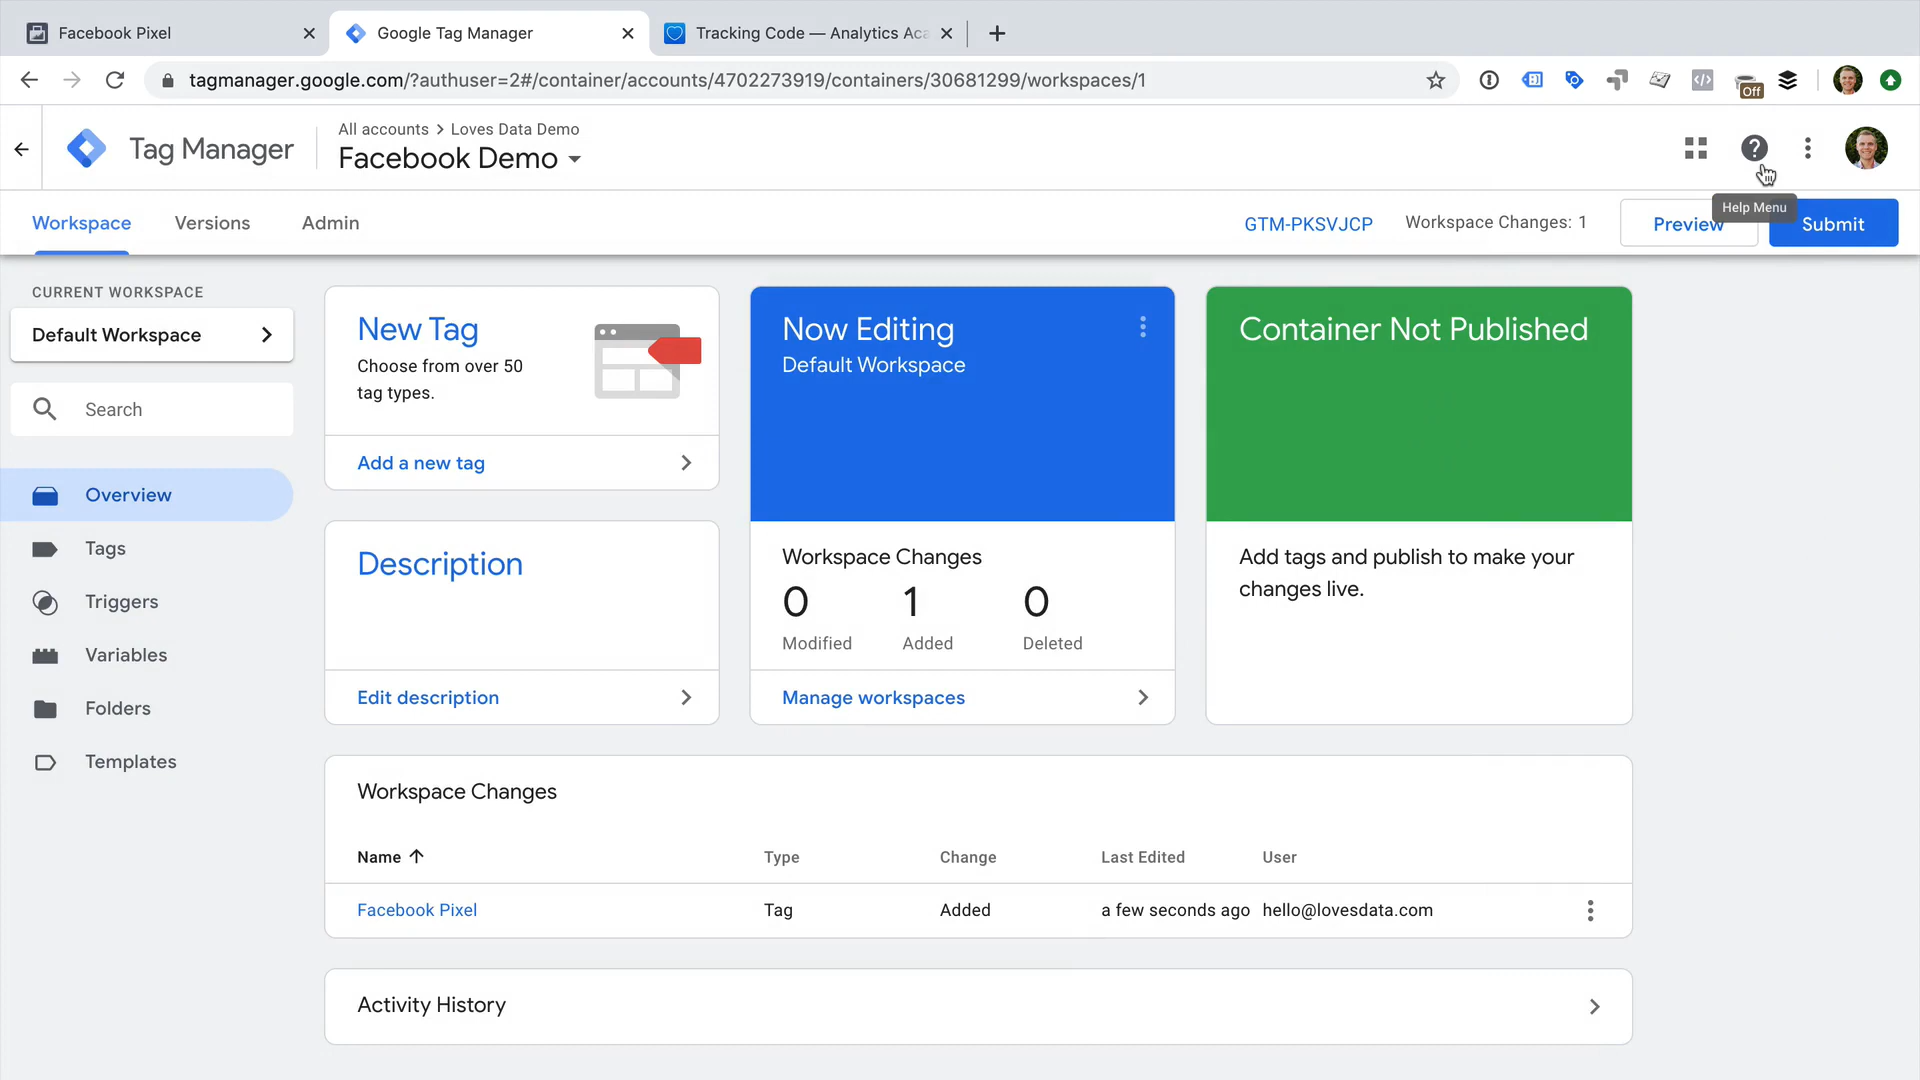 Facebook Pixel
Google Tag Manager
Tracking Code — Analytics Aca
tagmanager.google.com/?authuser=2#/container/accounts/4702273919/containers/30681299/workspaces/1
Off
Tag Manager
All accounts > Loves Data Demo
Facebook Demo
Help Menu
Workspace
Versions
Admin
GTM-PKSVJCP
Workspace Changes: 1
Preview
Submit
CURRENT WORKSPACE
Default Workspace
Search
Overview
Tags
Triggers
Variables
Folders
Templates
New Tag
Choose from over 50
tag types.
Add a new tag
Description
Edit description
Now Editing
Default Workspace
Workspace Changes
0 1 0
Modified Added Deleted
Manage workspaces
Container Not Published
Add tags and publish to make your
changes live.
Workspace Changes
Name Type Change Last Edited User
Facebook Pixel Tag Added a few seconds ago hello@lovesdata.com
Activity History